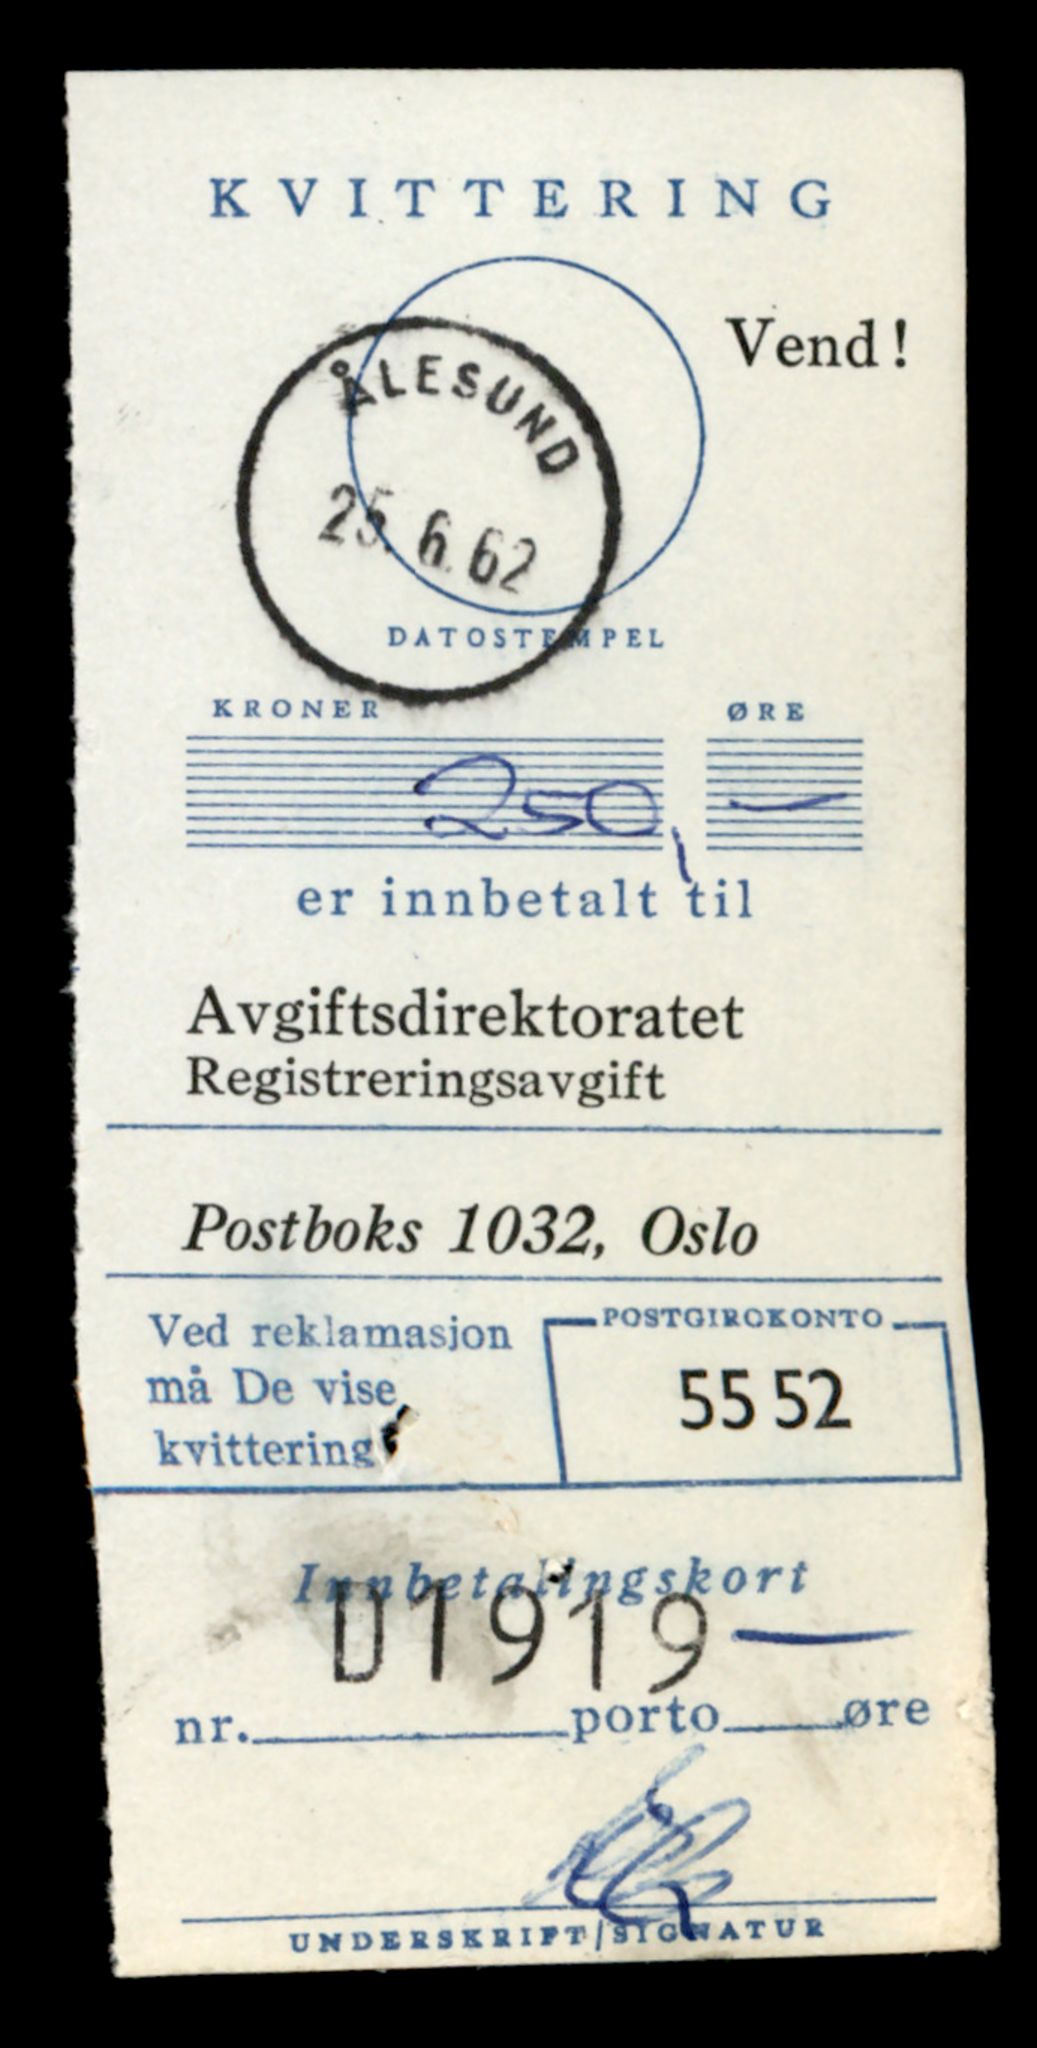 KVITTERING
Vend!
ÅLESUND
25.6.62
DATOSTEMPEL
KRONER ØRE
250, —
er innbetalt til
Avgiftsdirektoratet
Registreringsavgift
Postboks 1032, Oslo
Ved reklamasjon
må De vise
kvittering
POSTGIROKONTO
55 52
Innbetalingskort
01919 —
nr. porto øre
UNDERSKRIFT/SIGNATUR